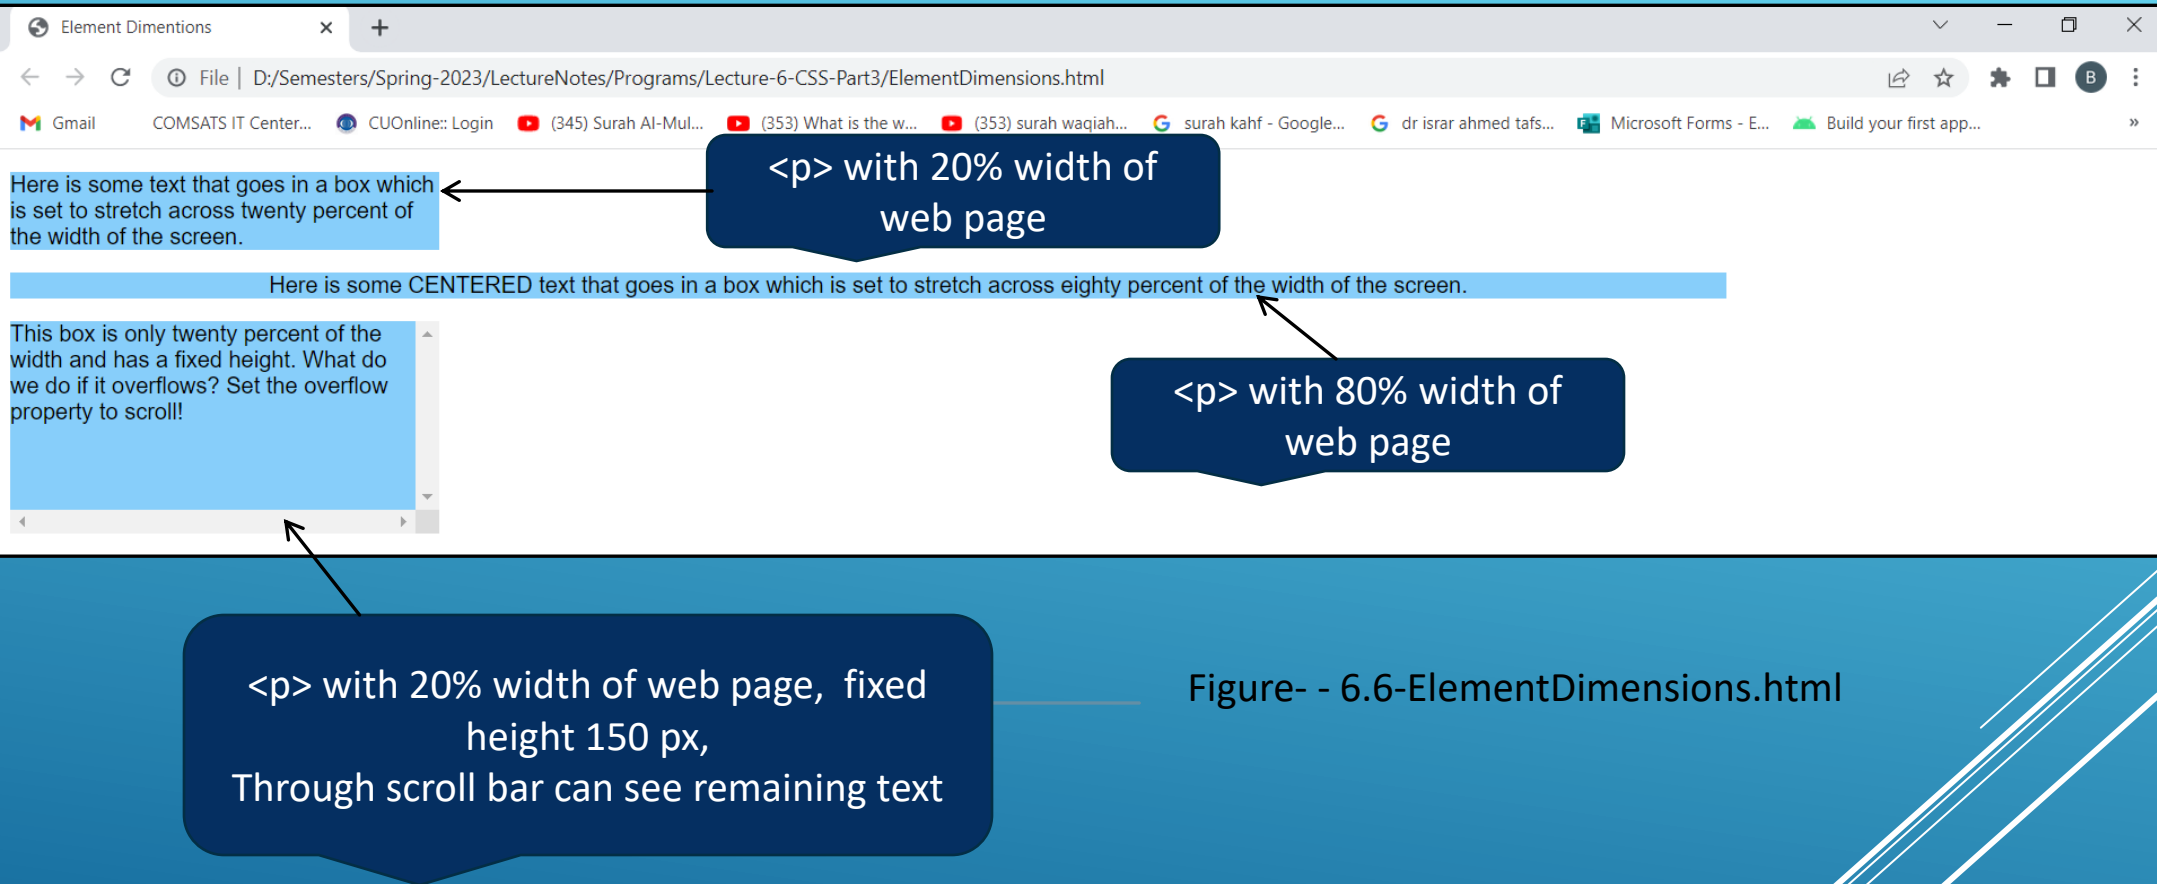 Element Dimentions
File | D:/Semesters/Spring-2023/LectureNotes/Programs/Lecture-6-CSS-Part3/ElementDimensions.html
B
Gmail COMSATS IT Center... CUOnline:: Login (345) Surah Al-Mul... (353) What is the w... (353) surah waqiah... surah kahf - Google... dr israr ahmed tafs... Microsoft Forms - E... Build your first app... »
<p> with 20% width of
web page
Here is some text that goes in a box which
is set to stretch across twenty percent of
the width of the screen.
Here is some CENTERED text that goes in a box which is set to stretch across eighty percent of the width of the screen.
This box is only twenty percent of the
width and has a fixed height. What do
we do if it overflows? Set the overflow
property to scroll!
<p> with 80% width of
web page
<p> with 20% width of web page, fixed
height 150 px,
Through scroll bar can see remaining text
Figure- - 6.6-ElementDimensions.html